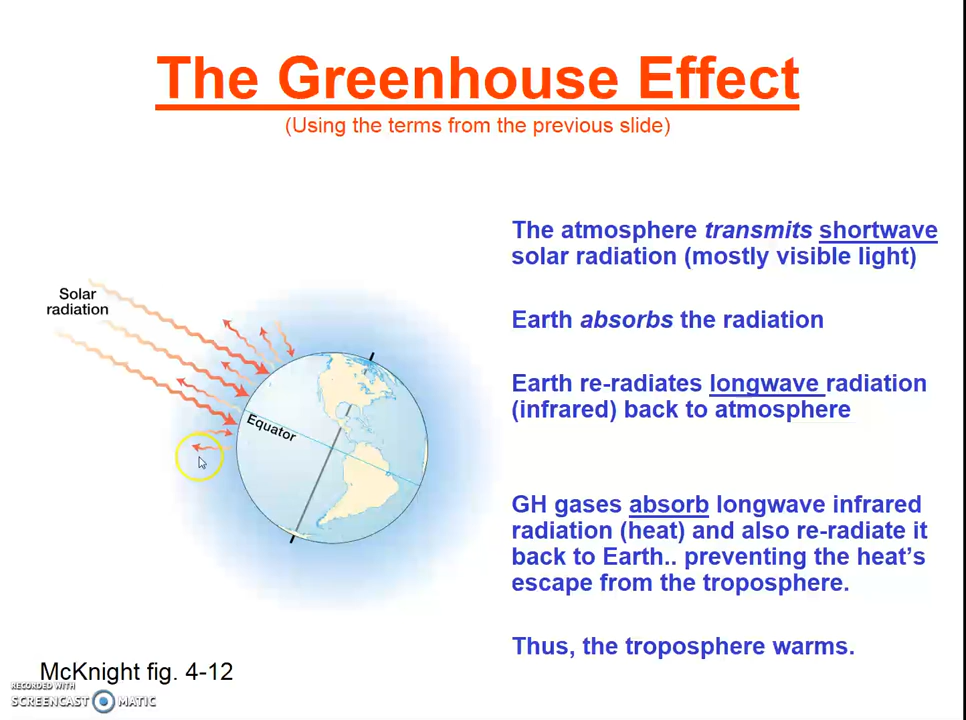 The Greenhouse Effect
(Using the terms from the previous slide)
Solar
radiation
Equator
The atmosphere transmits shortwave
solar radiation (mostly visible light)
Earth absorbs the radiation
Earth re-radiates longwave radiation
(infrared) back to atmosphere
GH gases absorb longwave infrared
radiation (heat) and also re-radiate it
back to Earth.. preventing the heat's
escape from the troposphere.
Thus, the troposphere warms.
McKnight fig. 4-12
RECORDED WITH
SCREENCAST MATIC